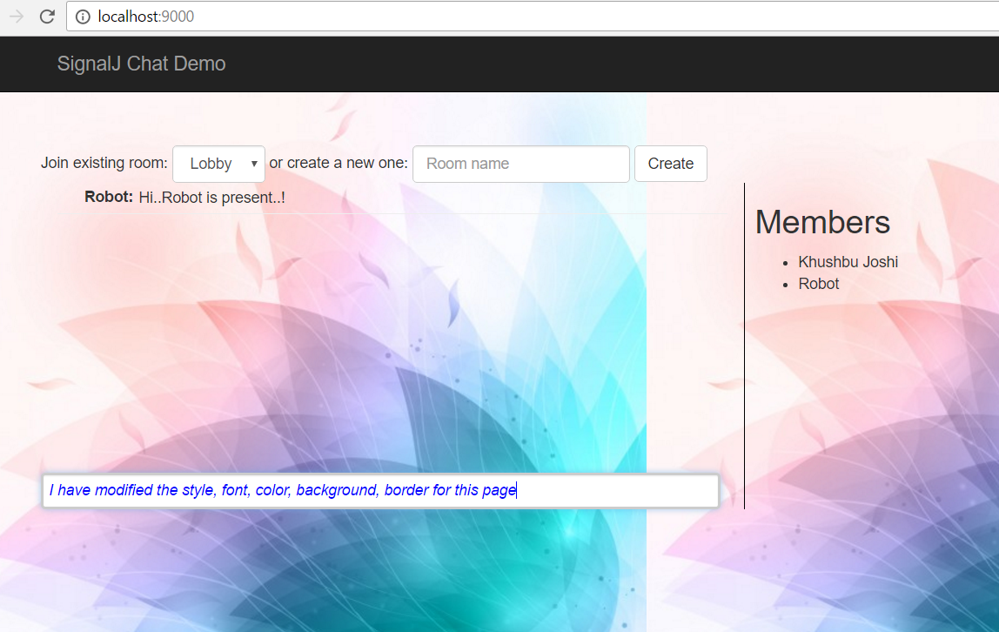 localhost:9000
SignalJ Chat Demo
Join existing room: Lobby or create a new one: Room name Create
Robot: Hi..Robot is present..!
Members
Khushbu Joshi
Robot
I have modified the style, font, color, background, border for this page